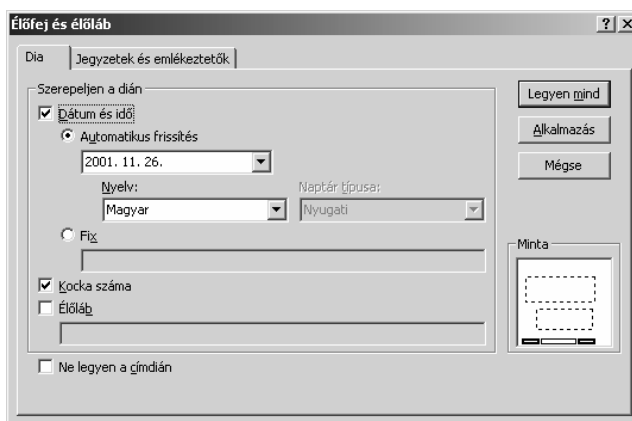 Élőfej és élőláb
Dia
Jegyzetek és emlékeztetők
Szerepeljen a dián
Dátum és idő
Automatikus frissítés
2001. 11. 26.
Nyelv:
Naptár típusa:
Magyar
Nyugati
Fix
Kocka száma
Élőláb
Ne legyen a címdián
Legyen mind
Alkalmazás
Mégse
Minta